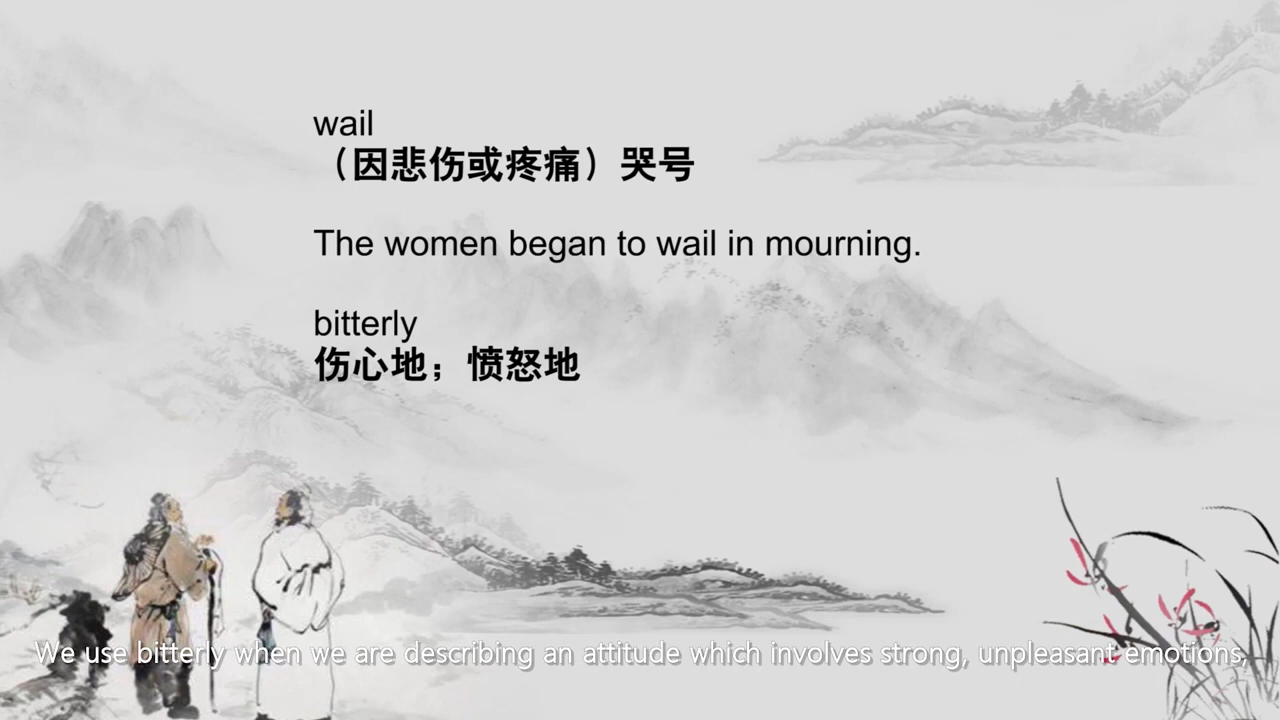 wail
（因悲伤或疼痛）哭号
The women began to wail in mourning.
bitterly
伤心地；愤怒地
We use bitterly when we are describing an attitude which involves strong, unpleasant emotions,